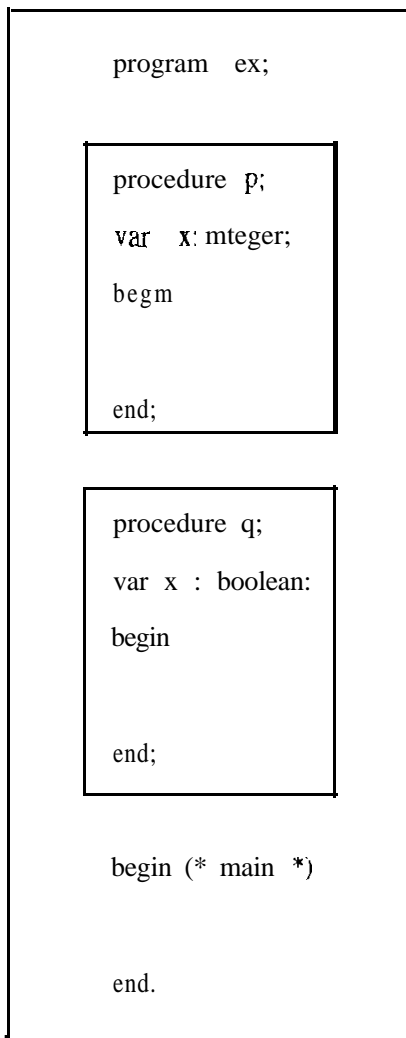 program ex;
procedure p;
var x: mteger;
begm
end;
procedure q;
var x : boolean:
begin
end;
begin (* main *)
end.